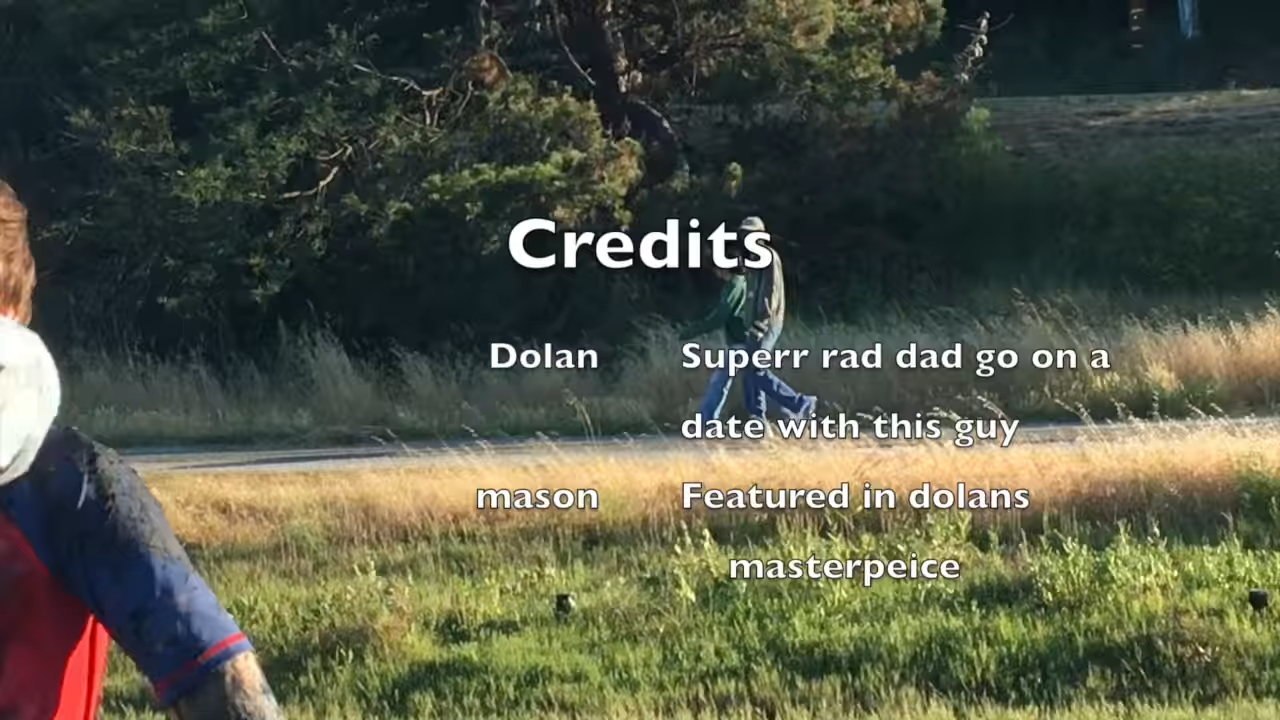 Credits
Dolan Superr rad dad go on a
date with this guy
mason Featured in dolans
masterpeice